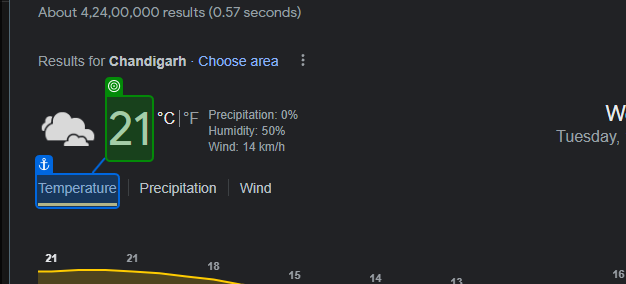 About 4,24,00,000 results (0.57 seconds)
Results for Chandigarh · Choose area
21 °C | °F
Precipitation: 0%
Humidity: 50%
Wind: 14 km/h
Tuesday,
Temperature | Precipitation | Wind
21 21 18 15 14 13 16